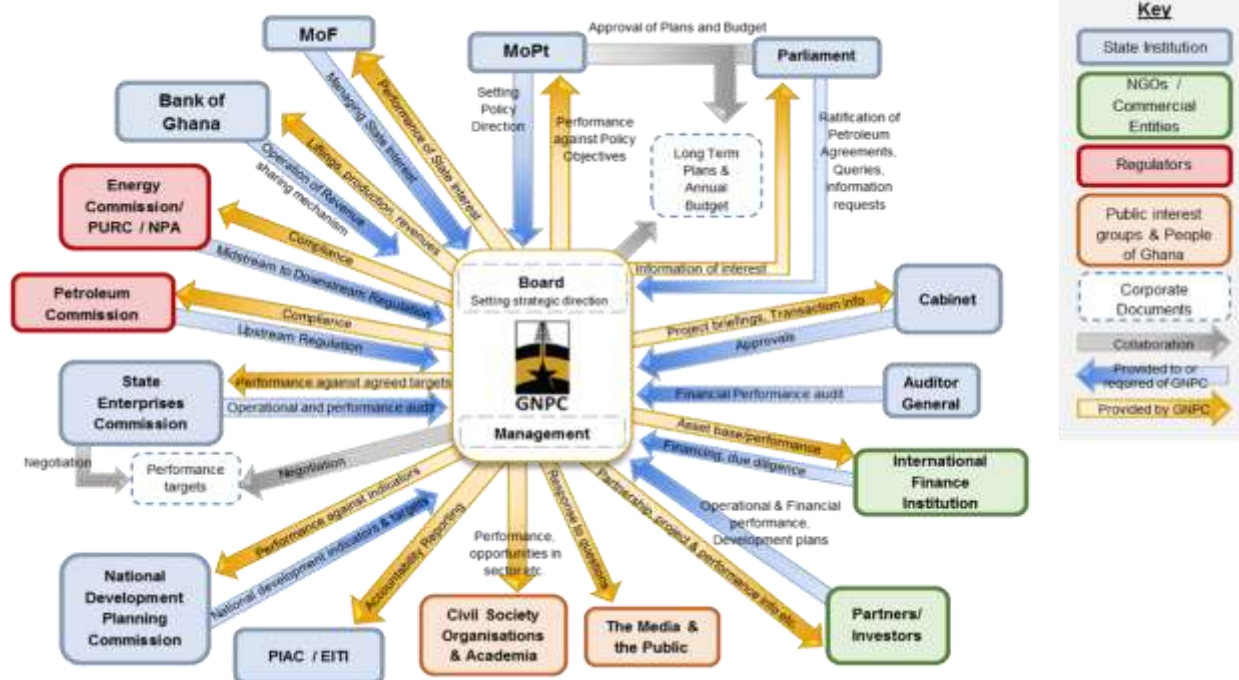 MoF
MoPt
Approval of Plans and Budget
Parliament
Bank of
Ghana
Managing State Interest
Performance of State interest
Setting
Policy
Direction
Performance
against Policy
Objectives
Long Term
Plans &
Annual
Budget
Ratification of
Petroleum
Agreements,
Queries,
information
requests
Liftings, production, revenues
Operation of Revenue
sharing mechanism
Energy
Commission/
PURC / NPA
Compliance
Midstream to Downstream Regulation
Petroleum
Commission
Compliance
Upstream Regulation
Board
Setting strategic direction
GNPC
Management
Information of interest
Project briefings, Transaction info
Approvals
Cabinet
Financial Performance audit
Auditor
General
State
Enterprises
Commission
Performance against agreed targets
Operational and performance audit
Negotiation
Performance
targets
Negotiation
Asset base/performance
Financing, due diligence
International
Finance
Institution
Operational & Financial
performance,
Development plans
Partnership, project & performance info etc
Partners/
Investors
National
Development
Planning
Commission
Performance against indicators
National development indicators & targets
Accountability Reporting
PIAC / EITI
Performance,
opportunities in
sector etc.
Civil Society
Organisations
& Academia
Response to questions
The Media &
the Public
Key
State Institution
NGOs /
Commercial
Entities
Regulators
Public interest
groups & People
of Ghana
Corporate
Documents
Collaboration
Provided to or
required of GNPC
Provided by GNPC